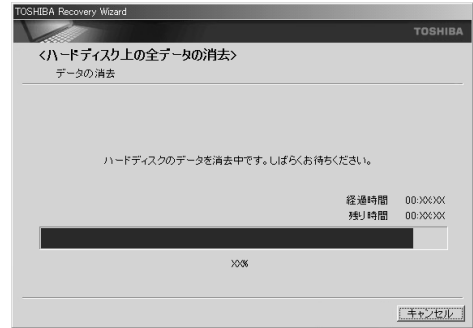 TOSHIBA Recovery Wizard
TOSHIBA
<ハードディスク上の全データの消去>
データの消去
ハードディスクのデータを消去中です。しばらくお待ちください。
経過時間 00:XX:XX
残り時間 00:XX:XX
XX%
キャンセル